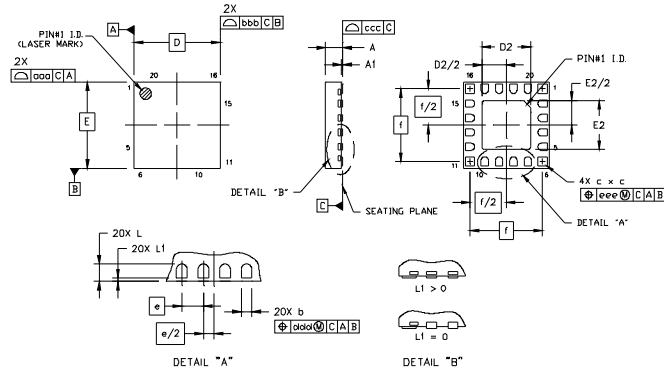 2X
bbb C B
A
D
PIN#1 I.D.
(LASER MARK)
2X
aaa C A
20
16
1
15
E
5
11
B
6
10
ccc C
A
A1
DETAIL "B"
C
SEATING PLANE
D2
D2/2
PIN#1 I.D.
16
20
1
E2/2
f/2
15
f
E2
5
11
10
6
4X c x c
eee M C A B
f/2
DETAIL "A"
f
20X L
20X L1
e
20X b
e/2
ddd M C A B
DETAIL "A"
L1 > 0
L1 = 0
DETAIL "B"